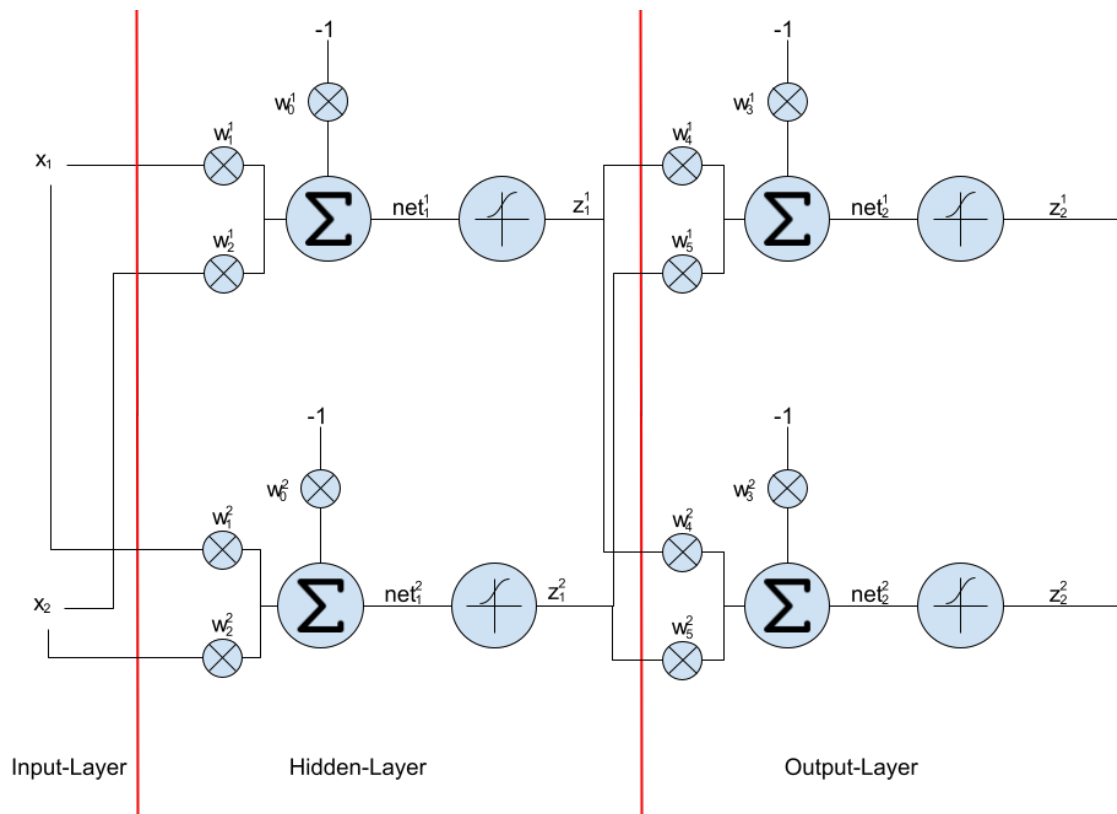 -1 -1
w₀¹ w₃¹
w₁¹ w₄¹
x₁
Σ net₁¹ z₁¹ Σ net₂¹ z₂¹
w₂¹ w₅¹
-1 -1
w₀² w₃²
w₁² w₄²
x₂ Σ net₁² z₁² Σ net₂² z₂²
w₂² w₅²
Input-Layer Hidden-Layer Output-Layer